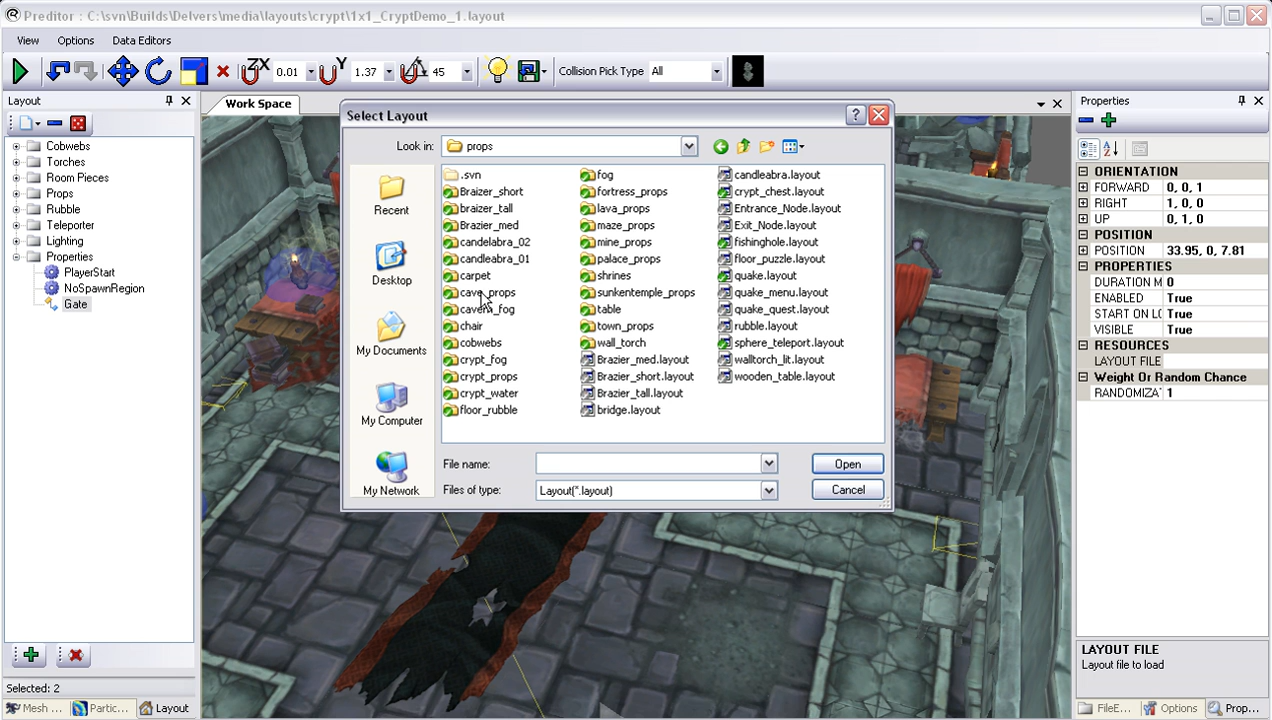 Preditor : C:\svn\Builds\Delvers\media\layouts\crypt\1x1_CryptDemo_1.layout
View Options Data Editors
ZX 0.01 Y 1.37 45 Collision Pick Type All
Layout
Cobwebs
Torches
Room Pieces
Props
Rubble
Teleporter
Lighting
Properties
PlayerStart
NoSpawnRegion
Gate
Selected: 2
Mesh ... Partic... Layout
Work Space
Select Layout
Look in: props
Recent
Desktop
My Documents
My Computer
My Network
.svn
Braizer_short
braizer_tall
Brazier_med
candelabra_02
candleabra_01
carpet
cave_props
cavern_fog
chair
cobwebs
crypt_fog
crypt_props
crypt_water
floor_rubble
fog
fortress_props
lava_props
maze_props
mine_props
palace_props
shrines
sunkentemple_props
table
town_props
wall_torch
Brazier_med.layout
Brazier_short.layout
Brazier_tall.layout
bridge.layout
candleabra.layout
crypt_chest.layout
Entrance_Node.layout
Exit_Node.layout
fishinghole.layout
floor_puzzle.layout
quake.layout
quake_menu.layout
quake_quest.layout
rubble.layout
sphere_teleport.layout
walltorch_lit.layout
wooden_table.layout
File name: Open
Files of type: Layout(*.layout) Cancel
Properties
ORIENTATION
FORWARD 0, 0, 1
RIGHT 1, 0, 0
UP 0, 1, 0
POSITION
POSITION 33.95, 0, 7.81
PROPERTIES
DURATION M 0
ENABLED True
START ON LO True
VISIBLE True
RESOURCES
LAYOUT FILE
Weight Or Random Chance
RANDOMIZAT 1
LAYOUT FILE
Layout file to load
FileE... Options Prop...